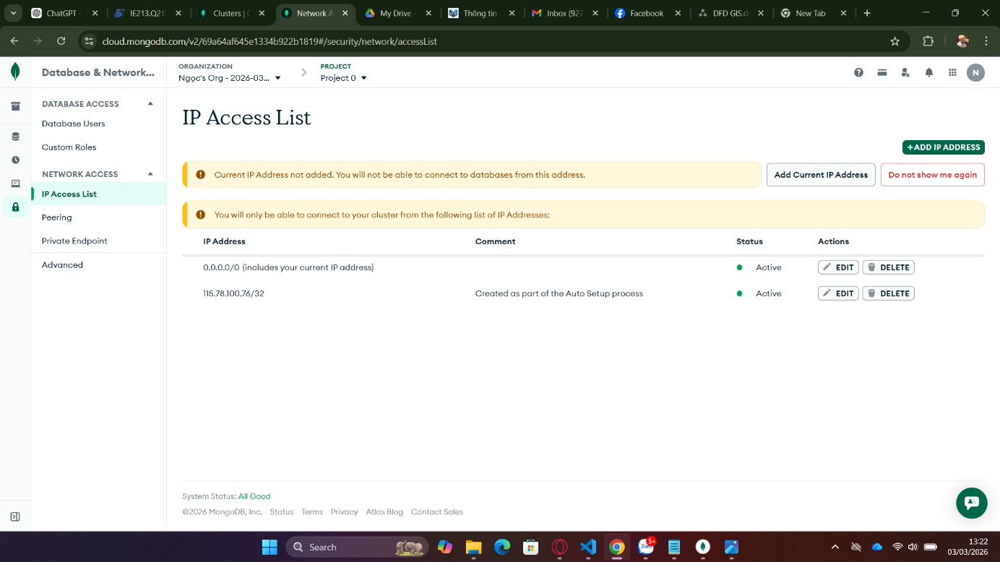 ChatGPT -
IE213.Q21:
Clusters | C
Network A
My Drive -
Thông tin
Inbox (927
Facebook
DFD GIS.dr
New Tab
cloud.mongodb.com/v2/69a64af645e1334b922b1819#/security/network/accessList
Database & Network...
ORGANIZATION
Ngọc's Org - 2026-03...
PROJECT
Project 0
N
DATABASE ACCESS
Database Users
Custom Roles
NETWORK ACCESS
IP Access List
Peering
Private Endpoint
Advanced
IP Access List
+ADD IP ADDRESS
Current IP Address not added. You will not be able to connect to databases from this address.
Add Current IP Address
Do not show me again
You will only be able to connect to your cluster from the following list of IP Addresses:
IP Address Comment Status Actions
0.0.0.0/0 (includes your current IP address) Active EDIT DELETE
115.78.100.76/32 Created as part of the Auto Setup process Active EDIT DELETE
System Status: All Good
©2026 MongoDB, Inc. Status Terms Privacy Atlas Blog Contact Sales
Search
Zalo
5+
13:22
03/03/2026